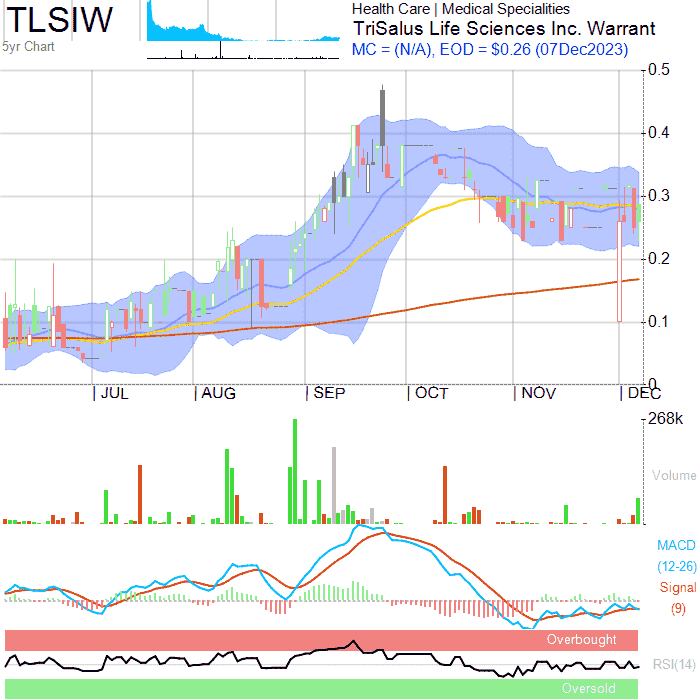 TLSIW
5yr Chart
Health Care | Medical Specialities
TriSalus Life Sciences Inc. Warrant
MC = (N/A), EOD = $0.26 (07Dec2023)
0.5
0.4
0.3
0.2
0.1
0
JUL AUG SEP OCT NOV DEC
268k
Volume
MACD
(12-26)
Signal
(9)
Overbought
RSI(14)
Oversold